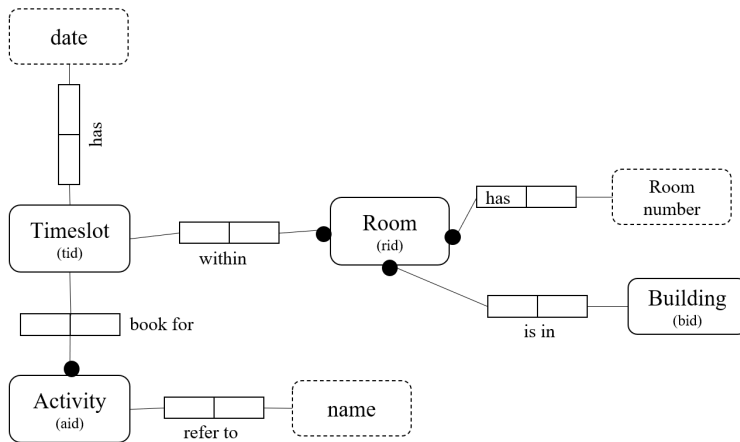 date
has
Timeslot
(tid)
within
Room
(rid)
has
Room
number
is in
Building
(bid)
book for
Activity
(aid)
refer to
name